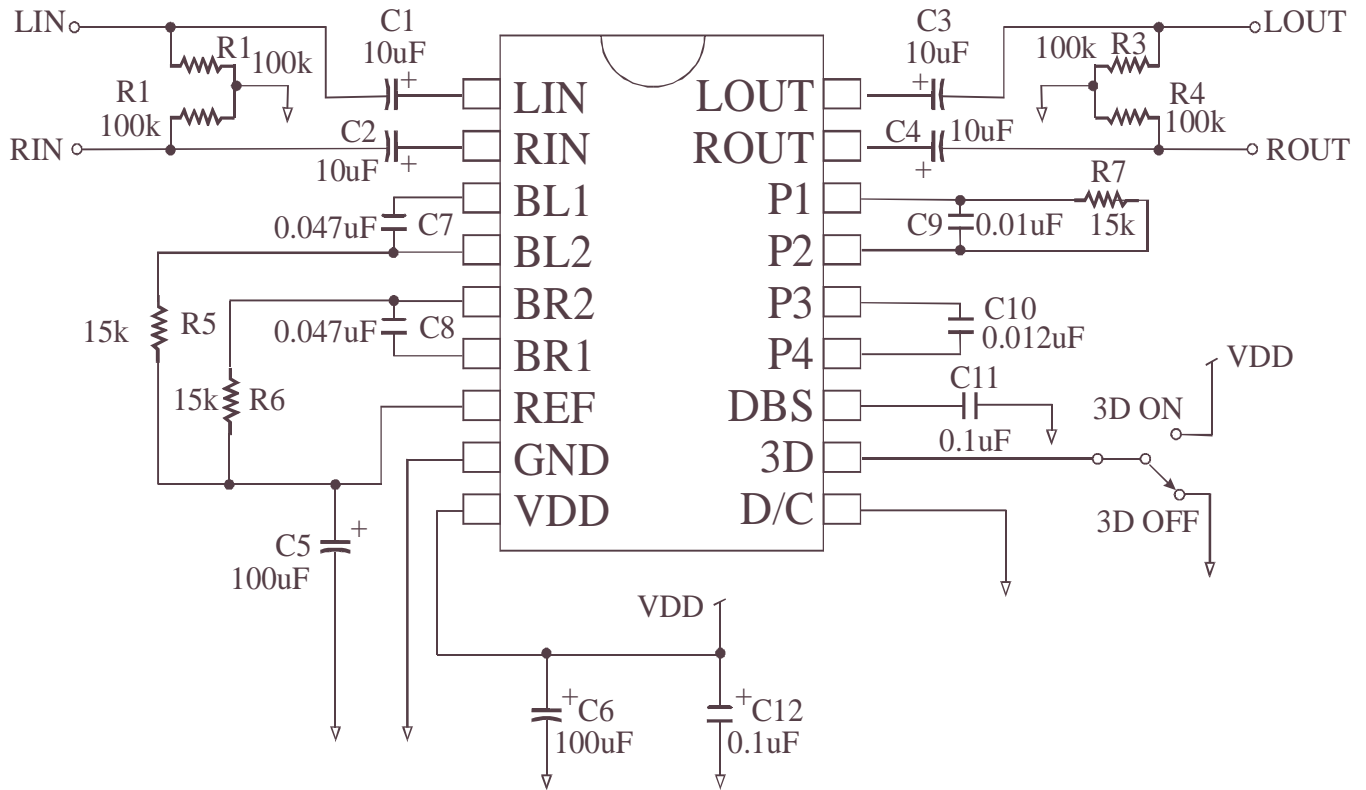 LIN
R1
100k
R1
100k
RIN
C1
10uF
+
C2
10uF
+
LIN
RIN
BL1
BL2
BR2
BR1
REF
GND
VDD
LOUT
ROUT
P1
P2
P3
P4
DBS
3D
D/C
C3
10uF
+
C4
10uF
+
100k
R3
R4
100k
LOUT
ROUT
0.047uF
C7
15k
R5
0.047uF
C8
15k
R6
C5
+
100uF
R7
15k
C9
0.01uF
C10
0.012uF
C11
0.1uF
VDD
3D ON
3D OFF
VDD
+
C6
100uF
+
C12
0.1uF